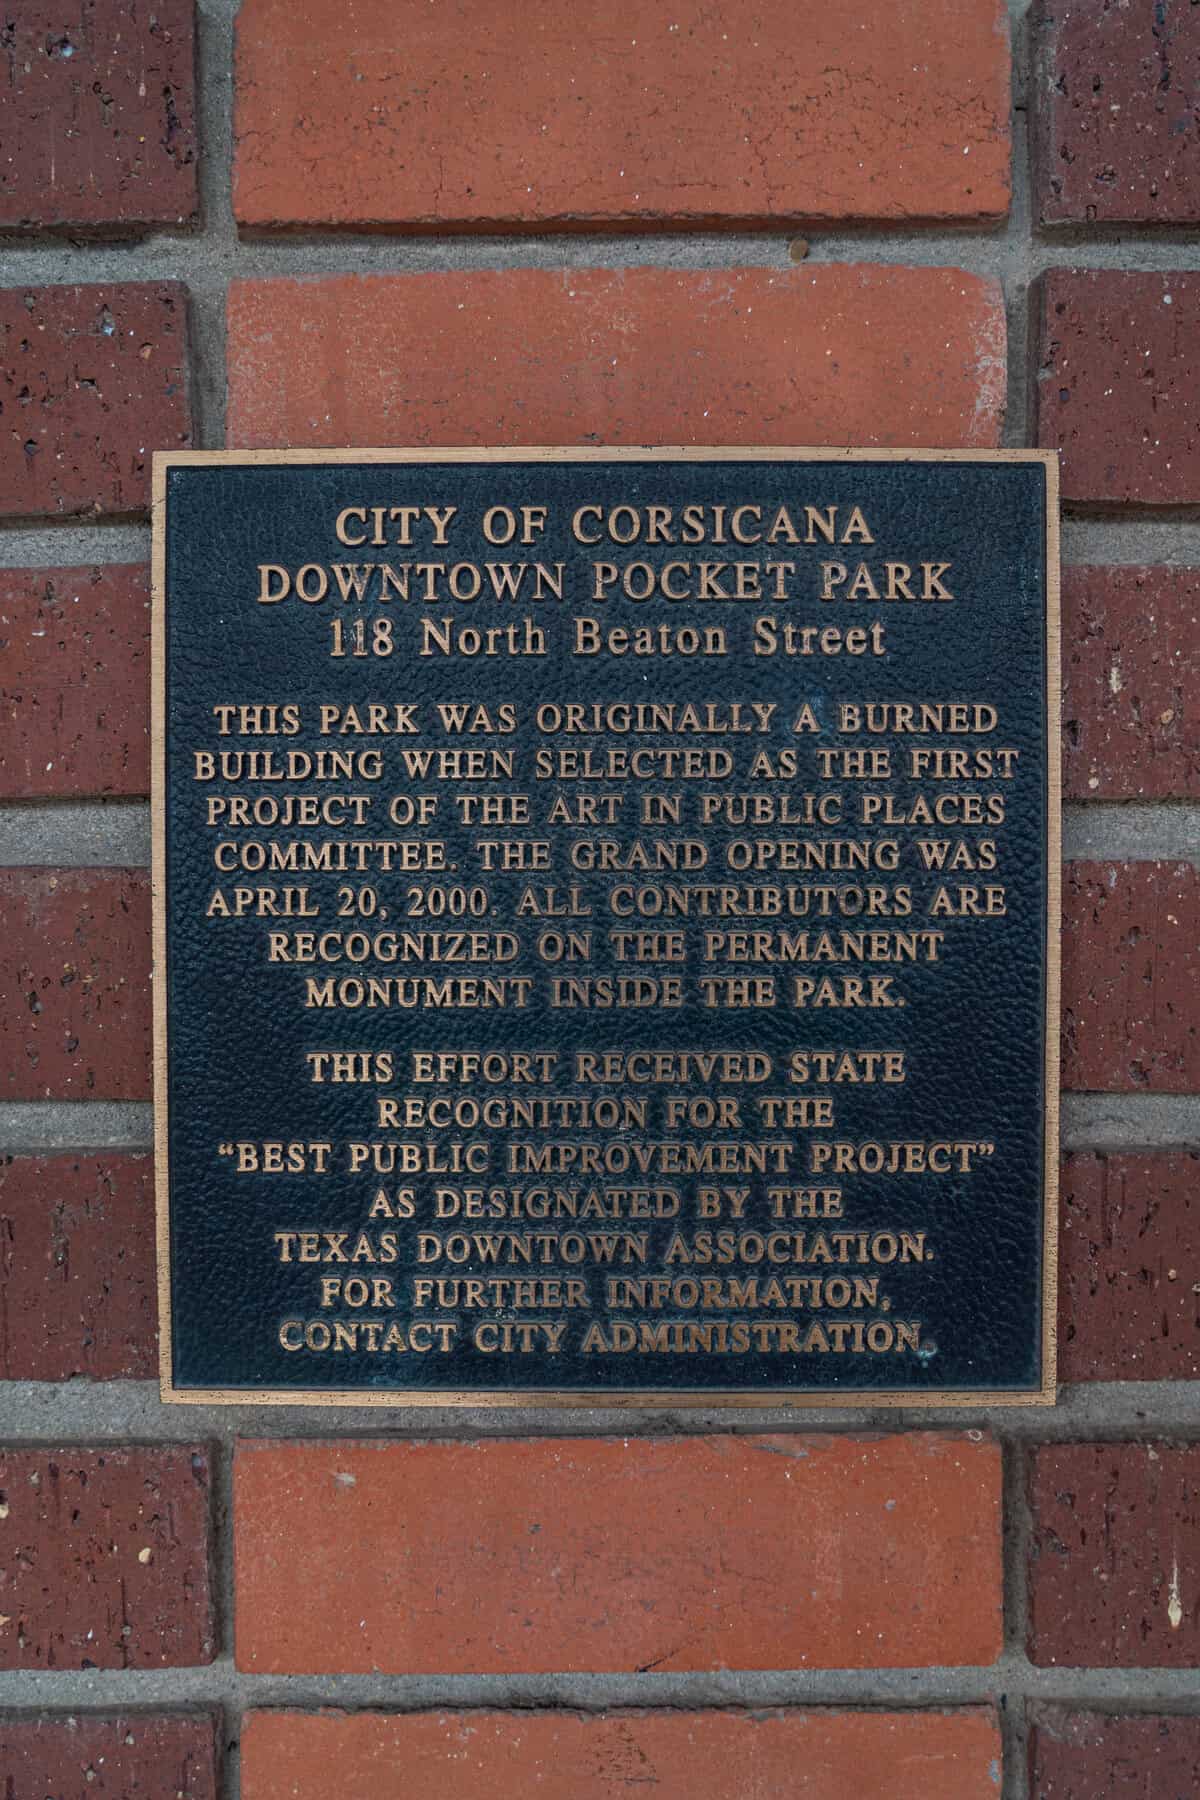 CITY OF CORSICANA
DOWNTOWN POCKET PARK
118 North Beaton Street
THIS PARK WAS ORIGINALLY A BURNED
BUILDING WHEN SELECTED AS THE FIRST
PROJECT OF THE ART IN PUBLIC PLACES
COMMITTEE. THE GRAND OPENING WAS
APRIL 20, 2000. ALL CONTRIBUTORS ARE
RECOGNIZED ON THE PERMANENT
MONUMENT INSIDE THE PARK.
THIS EFFORT RECEIVED STATE
RECOGNITION FOR THE
“BEST PUBLIC IMPROVEMENT PROJECT”
AS DESIGNATED BY THE
TEXAS DOWNTOWN ASSOCIATION.
FOR FURTHER INFORMATION,
CONTACT CITY ADMINISTRATION.